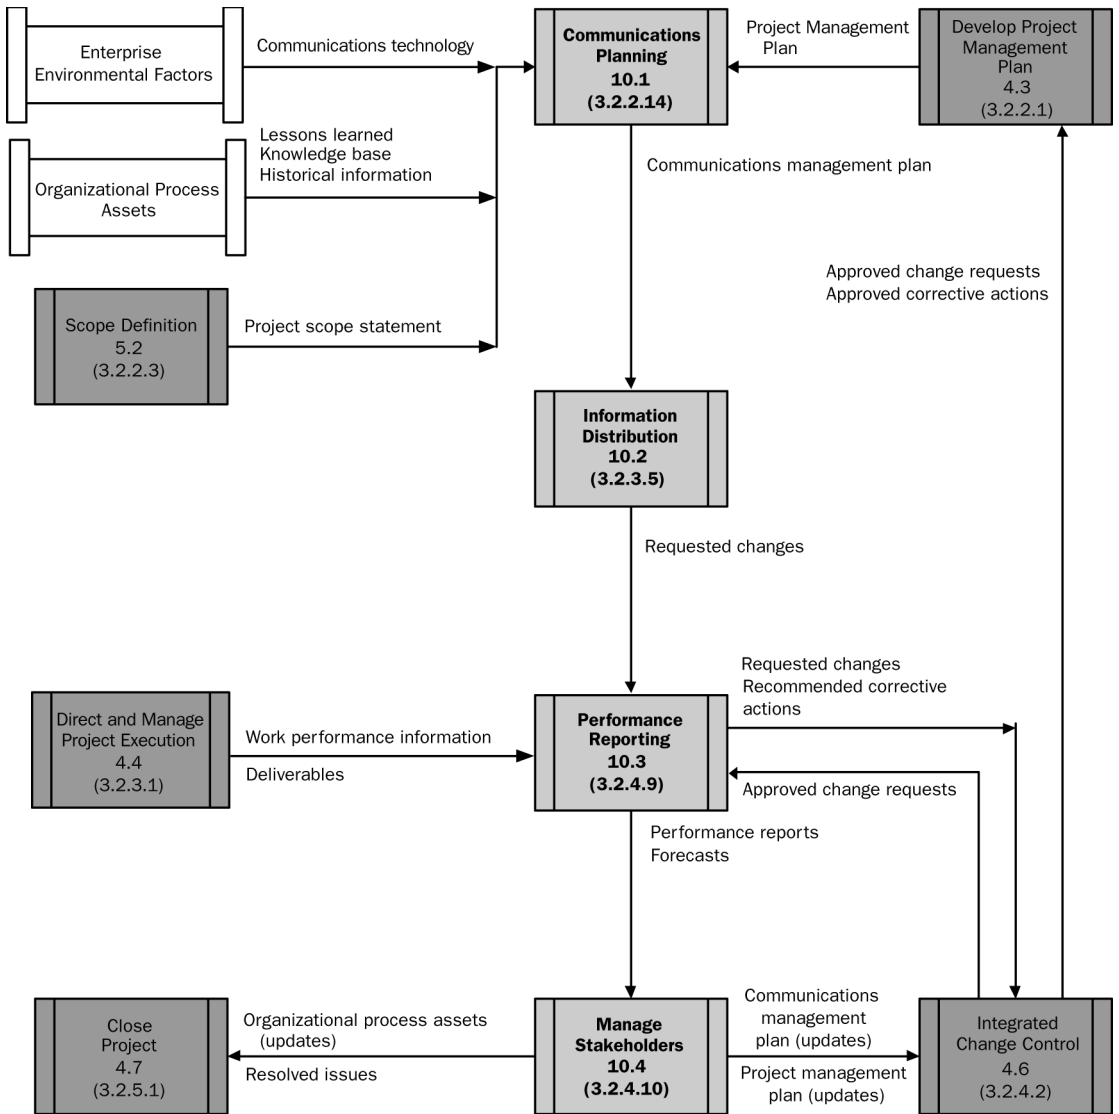 Enterprise
Environmental Factors
Communications technology
Communications
Planning
10.1
(3.2.2.14)
Project Management
Plan
Develop Project
Management
Plan
4.3
(3.2.2.1)
Organizational Process
Assets
Lessons learned
Knowledge base
Historical information
Communications management plan
Scope Definition
5.2
(3.2.2.3)
Project scope statement
Approved change requests
Approved corrective actions
Information
Distribution
10.2
(3.2.3.5)
Requested changes
Direct and Manage
Project Execution
4.4
(3.2.3.1)
Work performance information
Deliverables
Performance
Reporting
10.3
(3.2.4.9)
Requested changes
Recommended corrective
actions
Approved change requests
Performance reports
Forecasts
Close
Project
4.7
(3.2.5.1)
Organizational process assets
(updates)
Resolved issues
Manage
Stakeholders
10.4
(3.2.4.10)
Communications
management
plan (updates)
Project management
plan (updates)
Integrated
Change Control
4.6
(3.2.4.2)